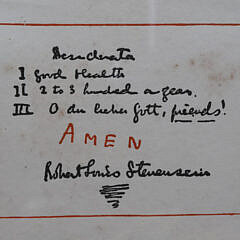 Desiderata
I Good Health
II 2 to 3 hundred a year.
III O du lieber Gott, friends!
AMEN
Robert Louis Stevenson